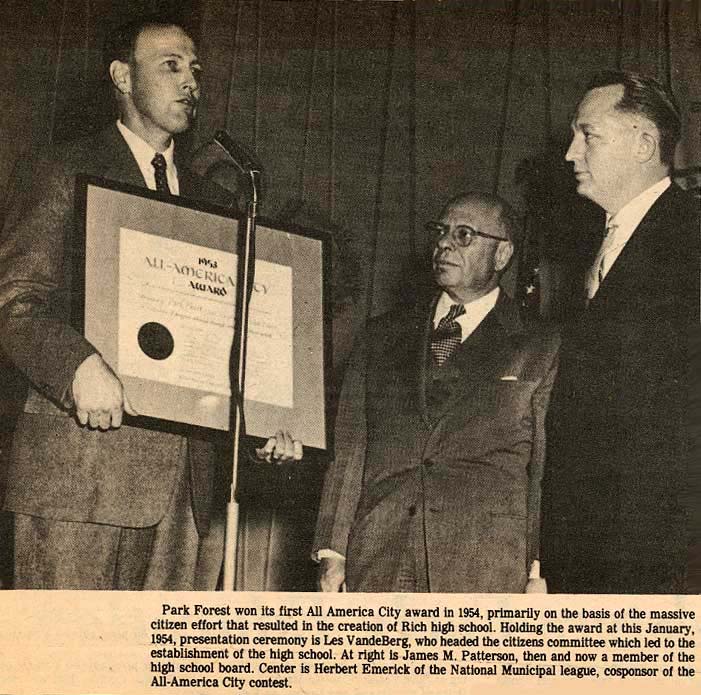 1953
ALL-AMERICA CITY
AWARD
Park Forest won its first All America City award in 1954, primarily on the basis of the massive
citizen effort that resulted in the creation of Rich high school. Holding the award at this January,
1954, presentation ceremony is Les VandeBerg, who headed the citizens committee which led to the
establishment of the high school. At right is James M. Patterson, then and now a member of the
high school board. Center is Herbert Emerick of the National Municipal league, cosponsor of the
All-America City contest.